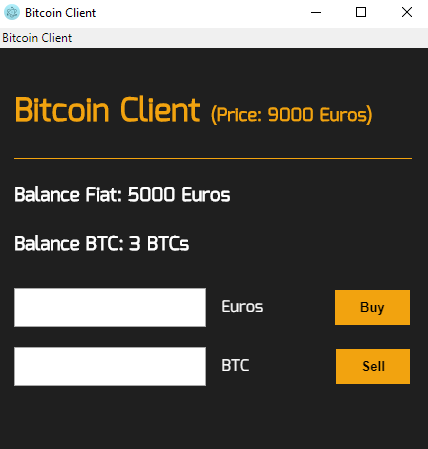 Bitcoin Client
Bitcoin Client
Bitcoin Client (Price: 9000 Euros)
Balance Fiat: 5000 Euros
Balance BTC: 3 BTCs
Euros Buy
BTC Sell